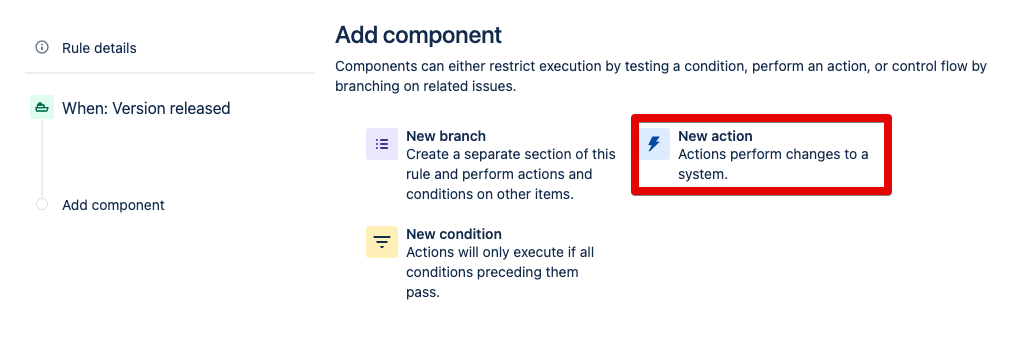 Rule details
When: Version released
Add component
Add component
Components can either restrict execution by testing a condition, perform an action, or control flow by
branching on related issues.
New branch
Create a separate section of this
rule and perform actions and
conditions on other items.
New action
Actions perform changes to a
system.
New condition
Actions will only execute if all
conditions preceding them
pass.